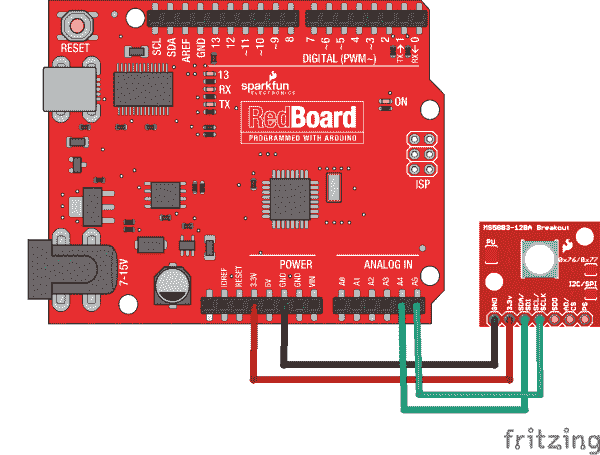 RESET
SCL
SDA
AREF
GND
13
12
~11
~10
~9
8
7
~6
~5
4
~3
2
TX 1
RX 0
DIGITAL (PWM~)
13
RX
TX
sparkfun
ELECTRONICS
RedBoard
PROGRAMMED WITH ARDUINO
ON
ISP
7-15V
POWER
ANALOG IN
IOREF
RESET
3.3V
5V
GND
GND
VIN
A0
A1
A2
A3
A4
A5
MS5803-12BA Breakout
PU
0x76/0x77
I2C/SPI
GND
3.3v
SDA/
SDI
SCL/
SCLK
SDO
CS
PS
fritzing